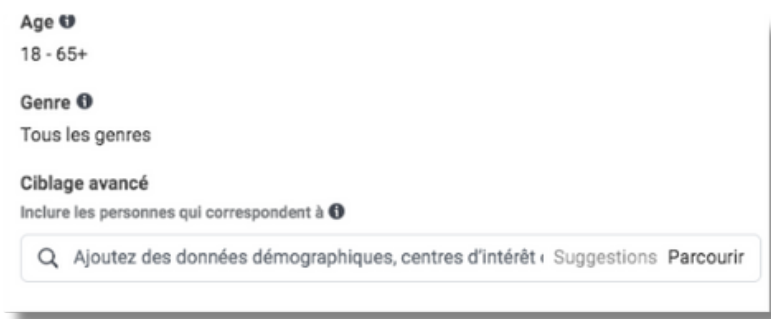 Age
18 - 65+
Genre
Tous les genres
Ciblage avancé
Inclure les personnes qui correspondent à
Ajoutez des données démographiques, centres d'intérêt Suggestions Parcourir